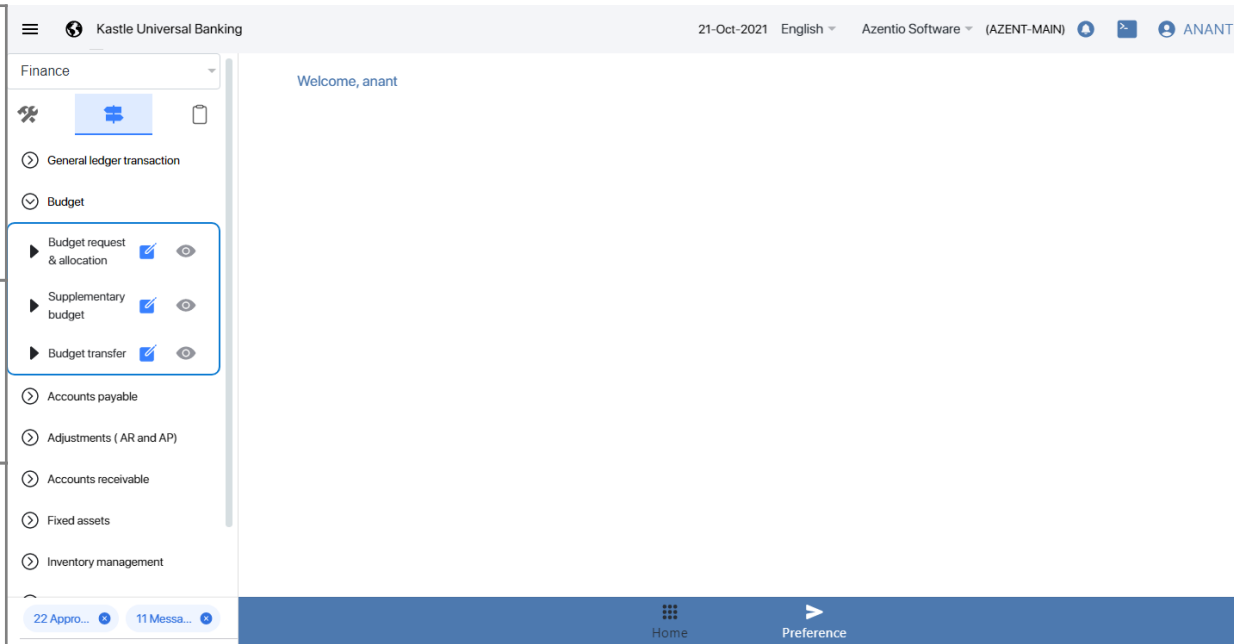 Kastle Universal Banking
21-Oct-2021 English Azentio Software (AZENT-MAIN) >_ ANANT
Finance
Welcome, anant
General ledger transaction
Budget
Budget request
& allocation
Supplementary
budget
Budget transfer
Accounts payable
Adjustments ( AR and AP)
Accounts receivable
Fixed assets
Inventory management
22 Appro... 11 Messa...
Home Preference